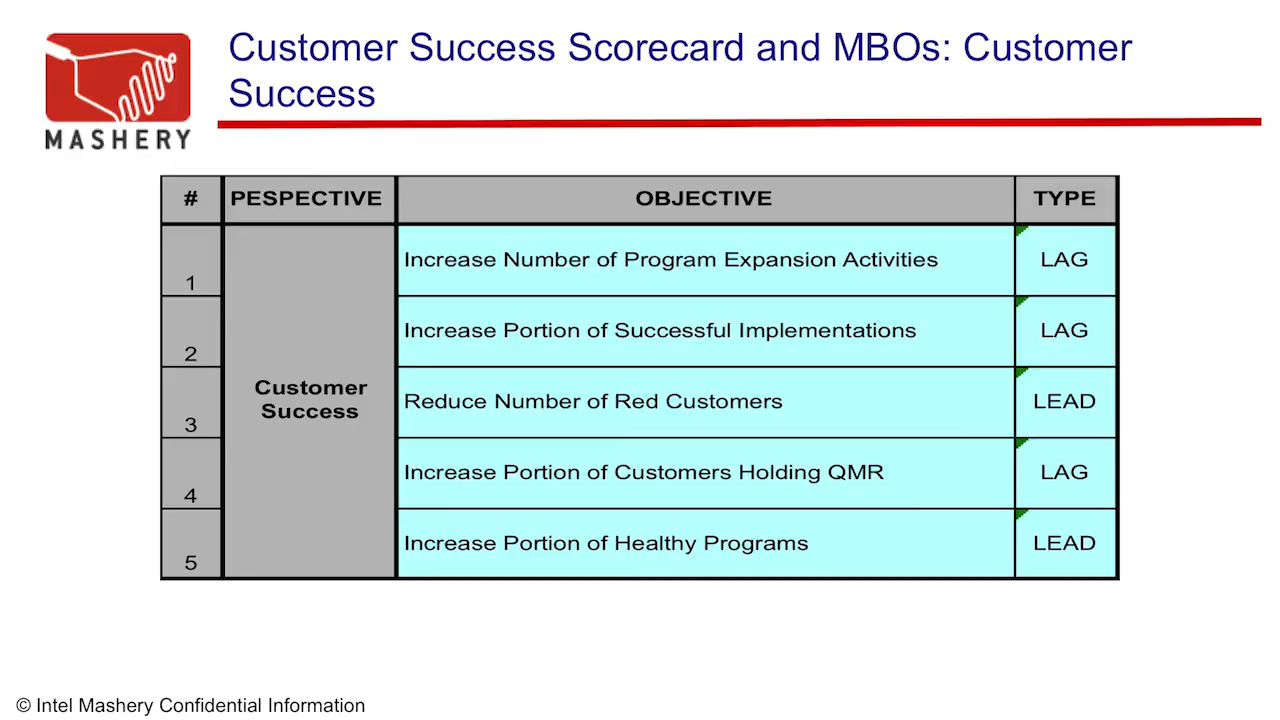 Customer Success Scorecard and MBOs: Customer
Success
MASHERY
# PESPECTIVE OBJECTIVE TYPE
1 Increase Number of Program Expansion Activities LAG
2 Increase Portion of Successful Implementations LAG
Customer
Success
3 Reduce Number of Red Customers LEAD
4 Increase Portion of Customers Holding QMR LAG
5 Increase Portion of Healthy Programs LEAD
© Intel Mashery Confidential Information